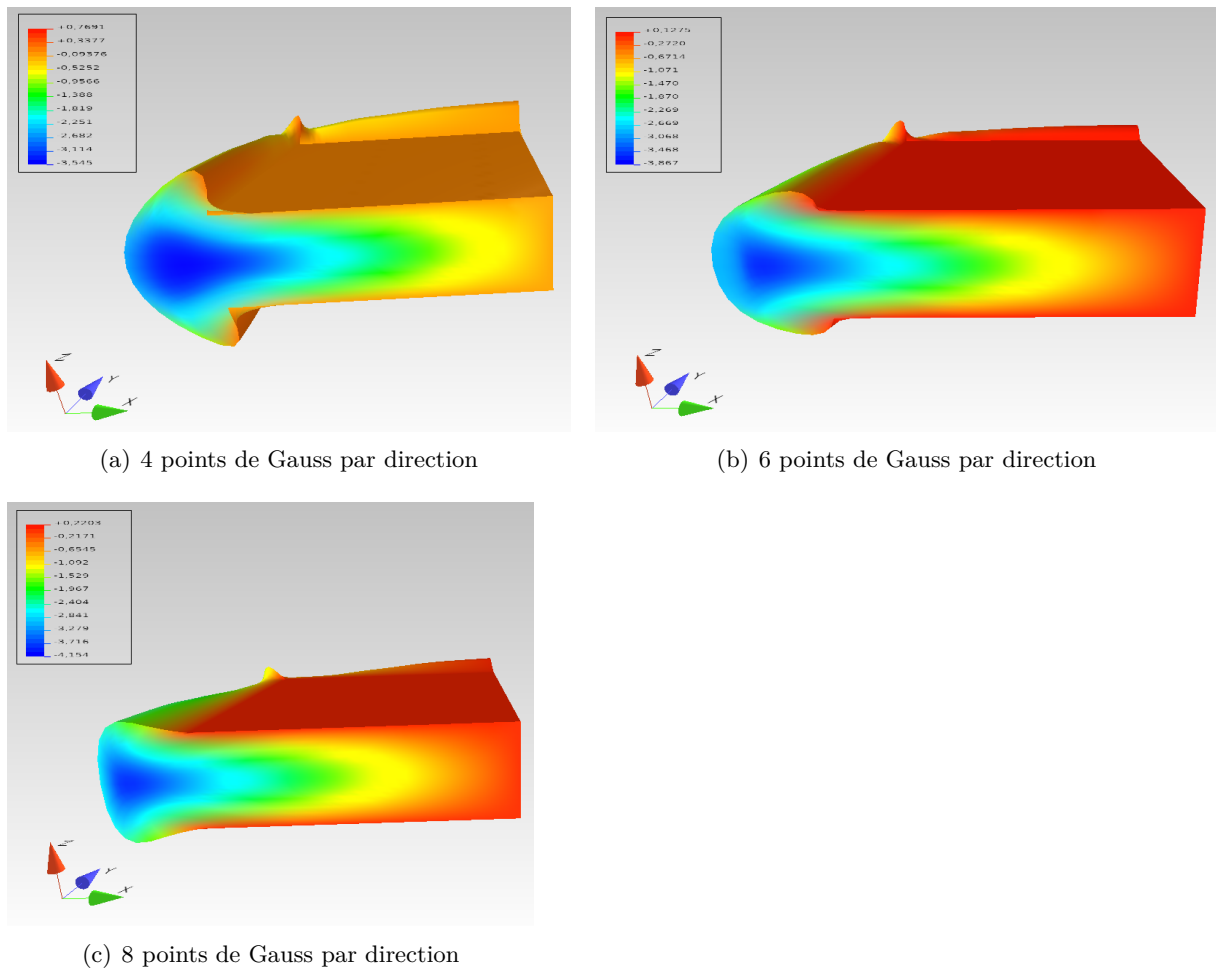 +0,7691
+0,3377
-0,09376
-0,5252
-0,9566
-1,388
-1,819
-2,251
-2,682
-3,114
-3,545
Z
Y
X
(a) 4 points de Gauss par direction
+0,1275
-0,2720
-0,6714
-1,071
-1,470
-1,870
-2,269
-2,669
-3,068
-3,468
-3,867
Z
Y
X
(b) 6 points de Gauss par direction
+0,2203
-0,2171
-0,6545
-1,092
-1,529
-1,967
-2,404
-2,841
-3,279
-3,716
-4,154
Z
Y
X
(c) 8 points de Gauss par direction